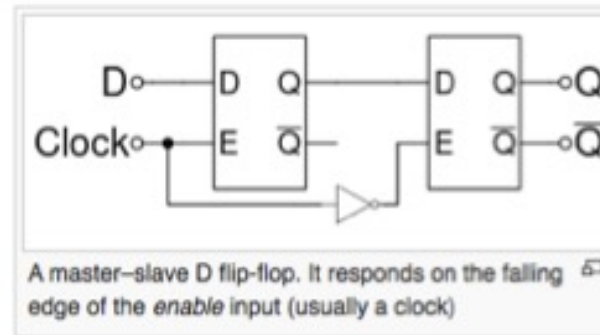 D D Q D Q Q
Clock E Q̅ E Q̅ Q̅
A master–slave D flip-flop. It responds on the falling
edge of the enable input (usually a clock)